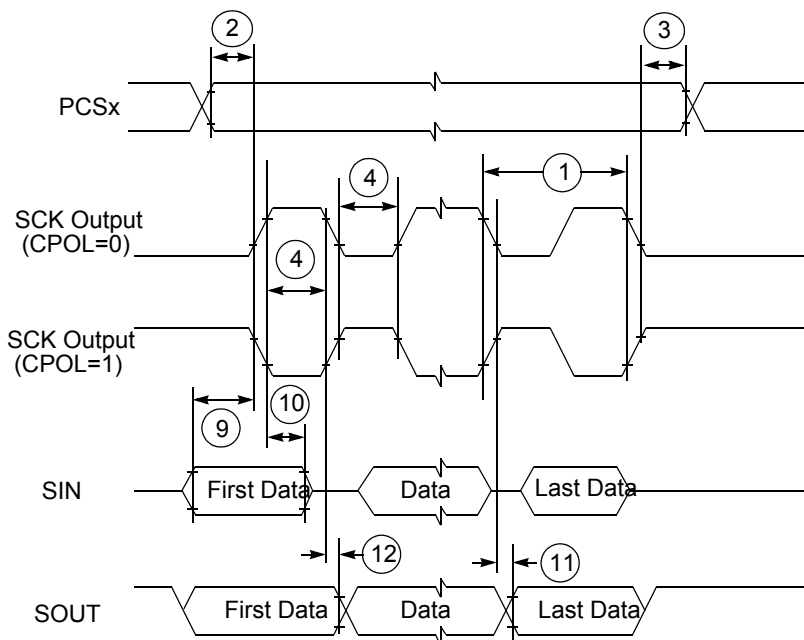 2
3
PCSx
4
1
SCK Output
(CPOL=0)
4
SCK Output
(CPOL=1)
10
9
SIN
First Data
Data
Last Data
12
11
SOUT
First Data
Data
Last Data